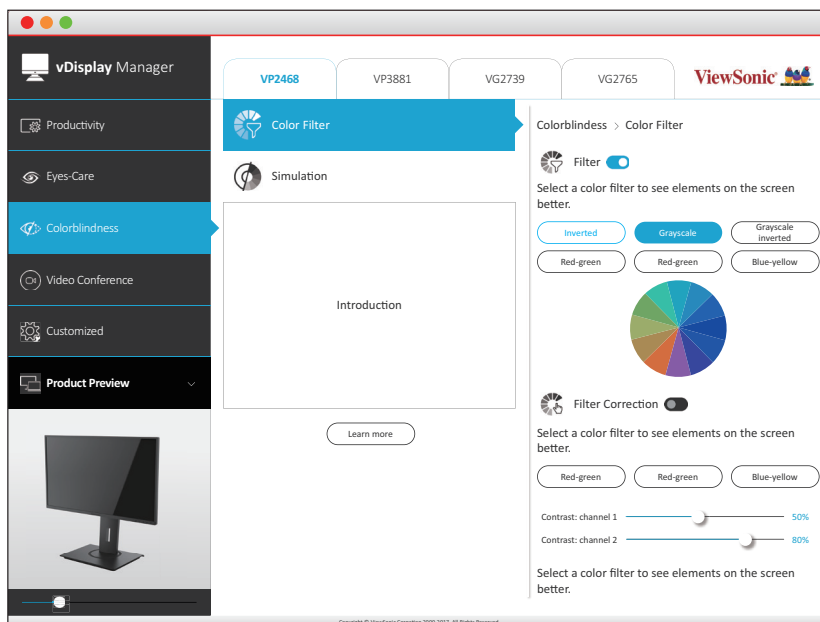 vDisplay Manager
VP2468
VP3881
VG2739
VG2765
ViewSonic
Productivity
Eyes-Care
Colorblindness
Video Conference
Customized
Product Preview
Color Filter
Simulation
Introduction
Learn more
Colorblindess > Color Filter
Filter
Select a color filter to see elements on the screen
better.
Inverted
Grayscale
Grayscale
inverted
Red-green
Red-green
Blue-yellow
Filter Correction
Select a color filter to see elements on the screen
better.
Red-green
Red-green
Blue-yellow
Contrast: channel 1
50%
Contrast: channel 2
80%
Select a color filter to see elements on the screen
better.